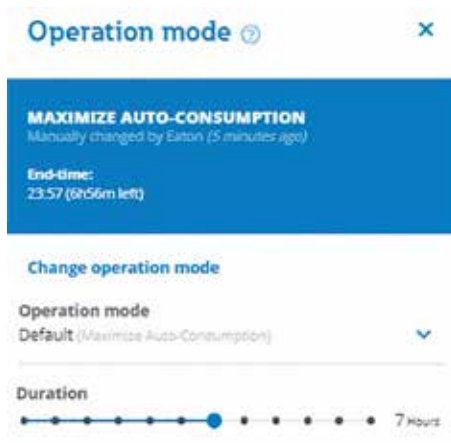 Operation mode ?
MAXIMIZE AUTO-CONSUMPTION
Manually changed by Eaton (5 minutes ago)
End-time:
23:57 (6h56m left)
Change operation mode
Operation mode
Default (Maximize Auto-Consumption)
Duration
7 Hours